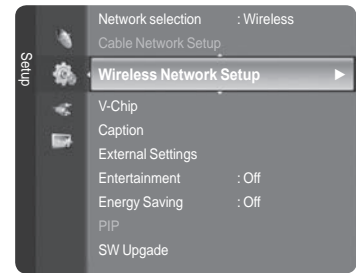 Setup
Network selection : Wireless
Cable Network Setup
Wireless Network Setup
V-Chip
Caption
External Settings
Entertainment : Off
Energy Saving : Off
PIP
SW Upgade